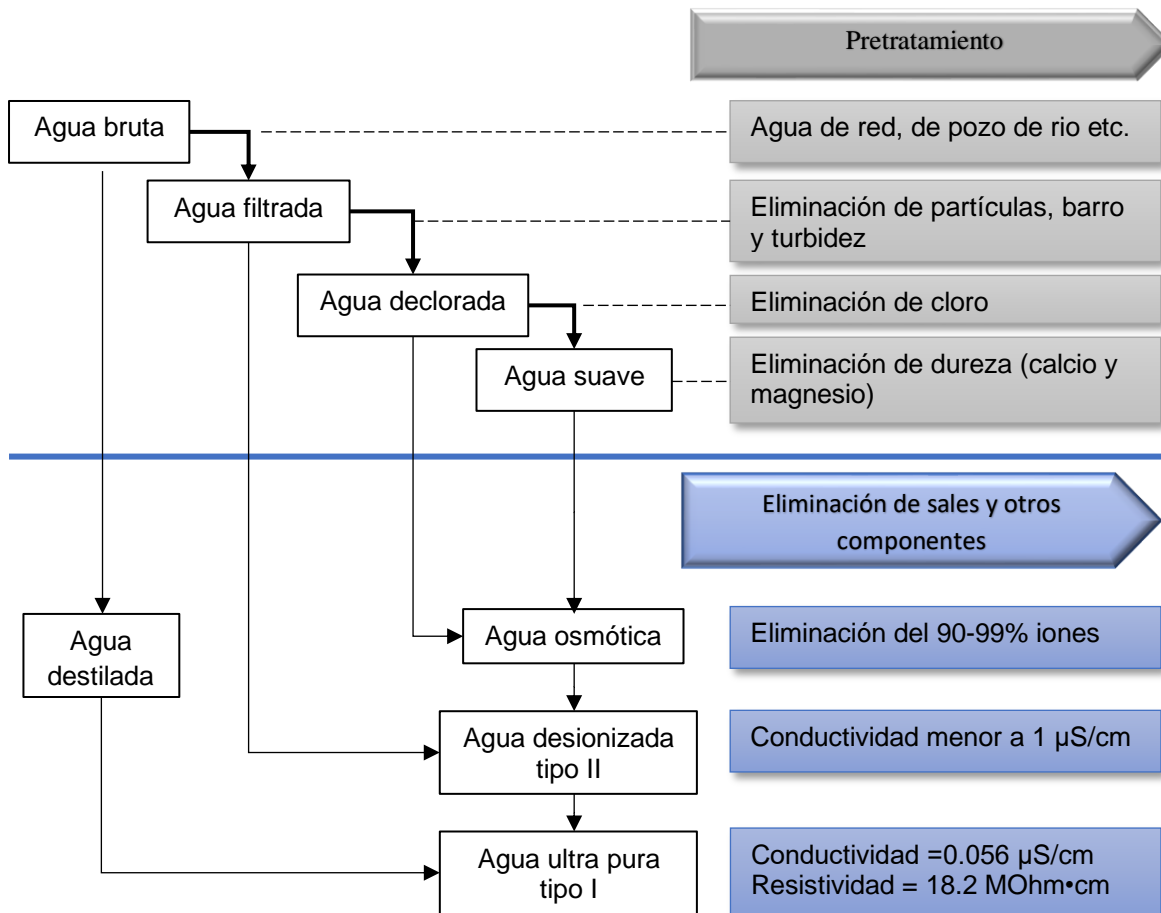 Pretratamiento
Agua bruta
Agua de red, de pozo de rio etc.
Agua filtrada
Eliminación de partículas, barro
y turbidez
Agua declorada
Eliminación de cloro
Agua suave
Eliminación de dureza (calcio y
magnesio)
Eliminación de sales y otros
componentes
Agua
destilada
Agua osmótica
Eliminación del 90-99% iones
Agua desionizada
tipo II
Conductividad menor a 1 µS/cm
Agua ultra pura
tipo I
Conductividad =0.056 µS/cm
Resistividad = 18.2 MOhm•cm